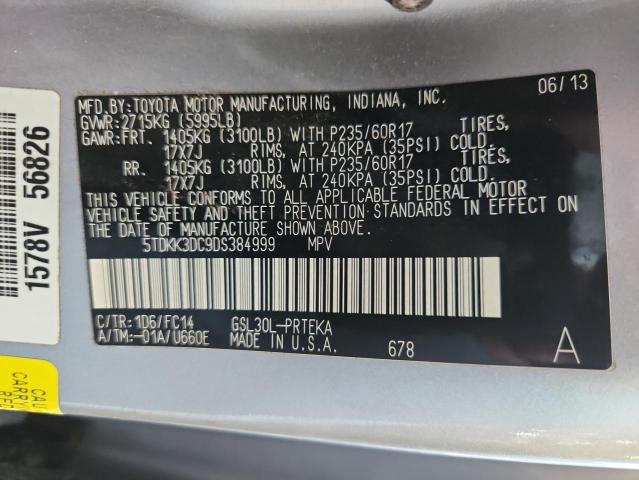 06/13
MFD.BY:TOYOTA MOTOR MANUFACTURING, INDIANA, INC.
GVWR:2715KG (5995LB)
GAWR:FRT. 1405KG (3100LB) WITH P235/60R17 TIRES,
17X7J RIMS, AT 240KPA (35PSI) COLD.
RR. 1405KG (3100LB) WITH P235/60R17 TIRES,
17X7J RIMS, AT 240KPA (35PSI) COLD.
THIS VEHICLE CONFORMS TO ALL APPLICABLE FEDERAL MOTOR
VEHICLE SAFETY AND THEFT PREVENTION STANDARDS IN EFFECT ON
THE DATE OF MANUFACTURE SHOWN ABOVE.
5TDKK3DC9DS384999 MPV
C/TR:1D6/FC14 GSL30L-PRTEKA
A/TM:-01A/U660E MADE IN U.S.A. 678 A
1578V 56826
CAU
CARRY
RED